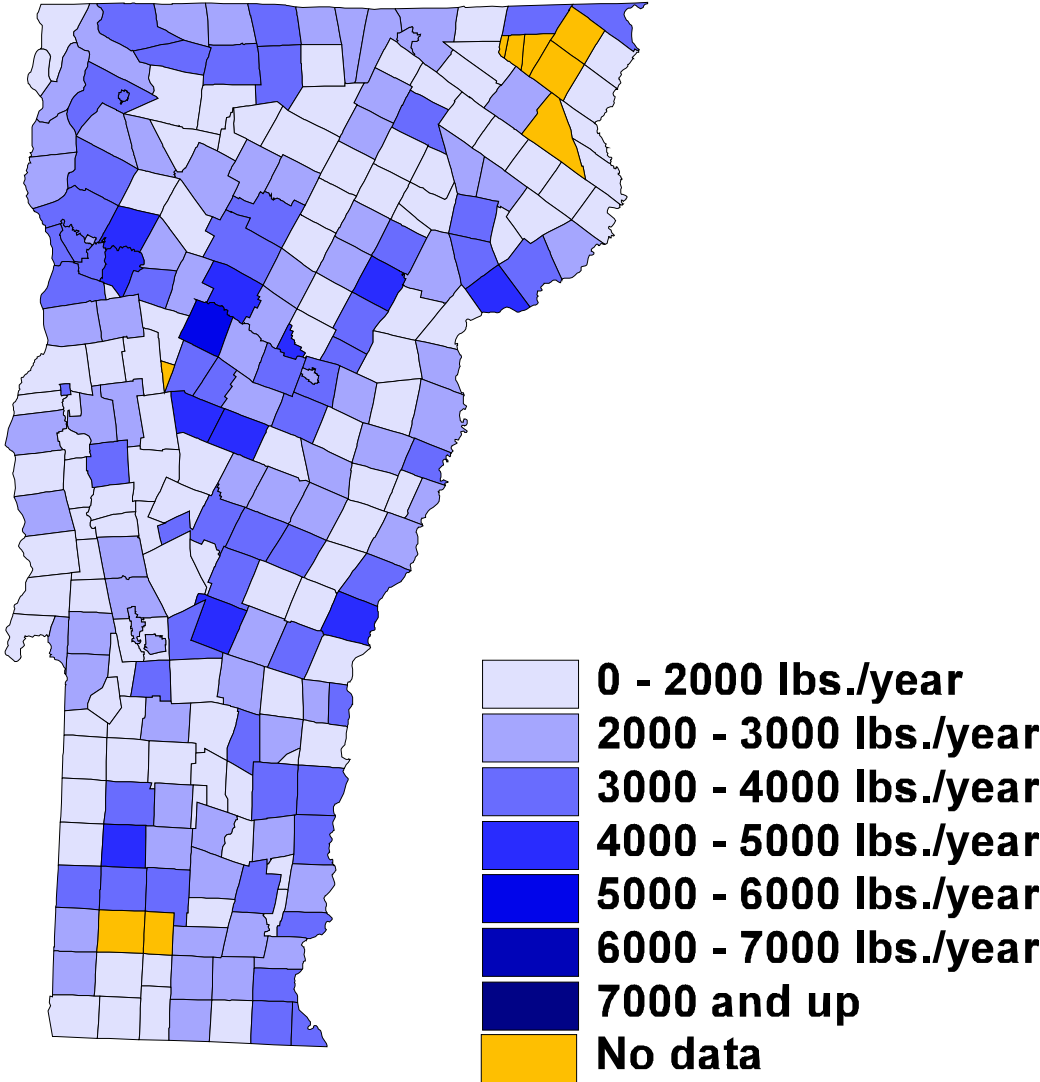 0 - 2000 lbs./year
2000 - 3000 lbs./year
3000 - 4000 lbs./year
4000 - 5000 lbs./year
5000 - 6000 lbs./year
6000 - 7000 lbs./year
7000 and up
No data